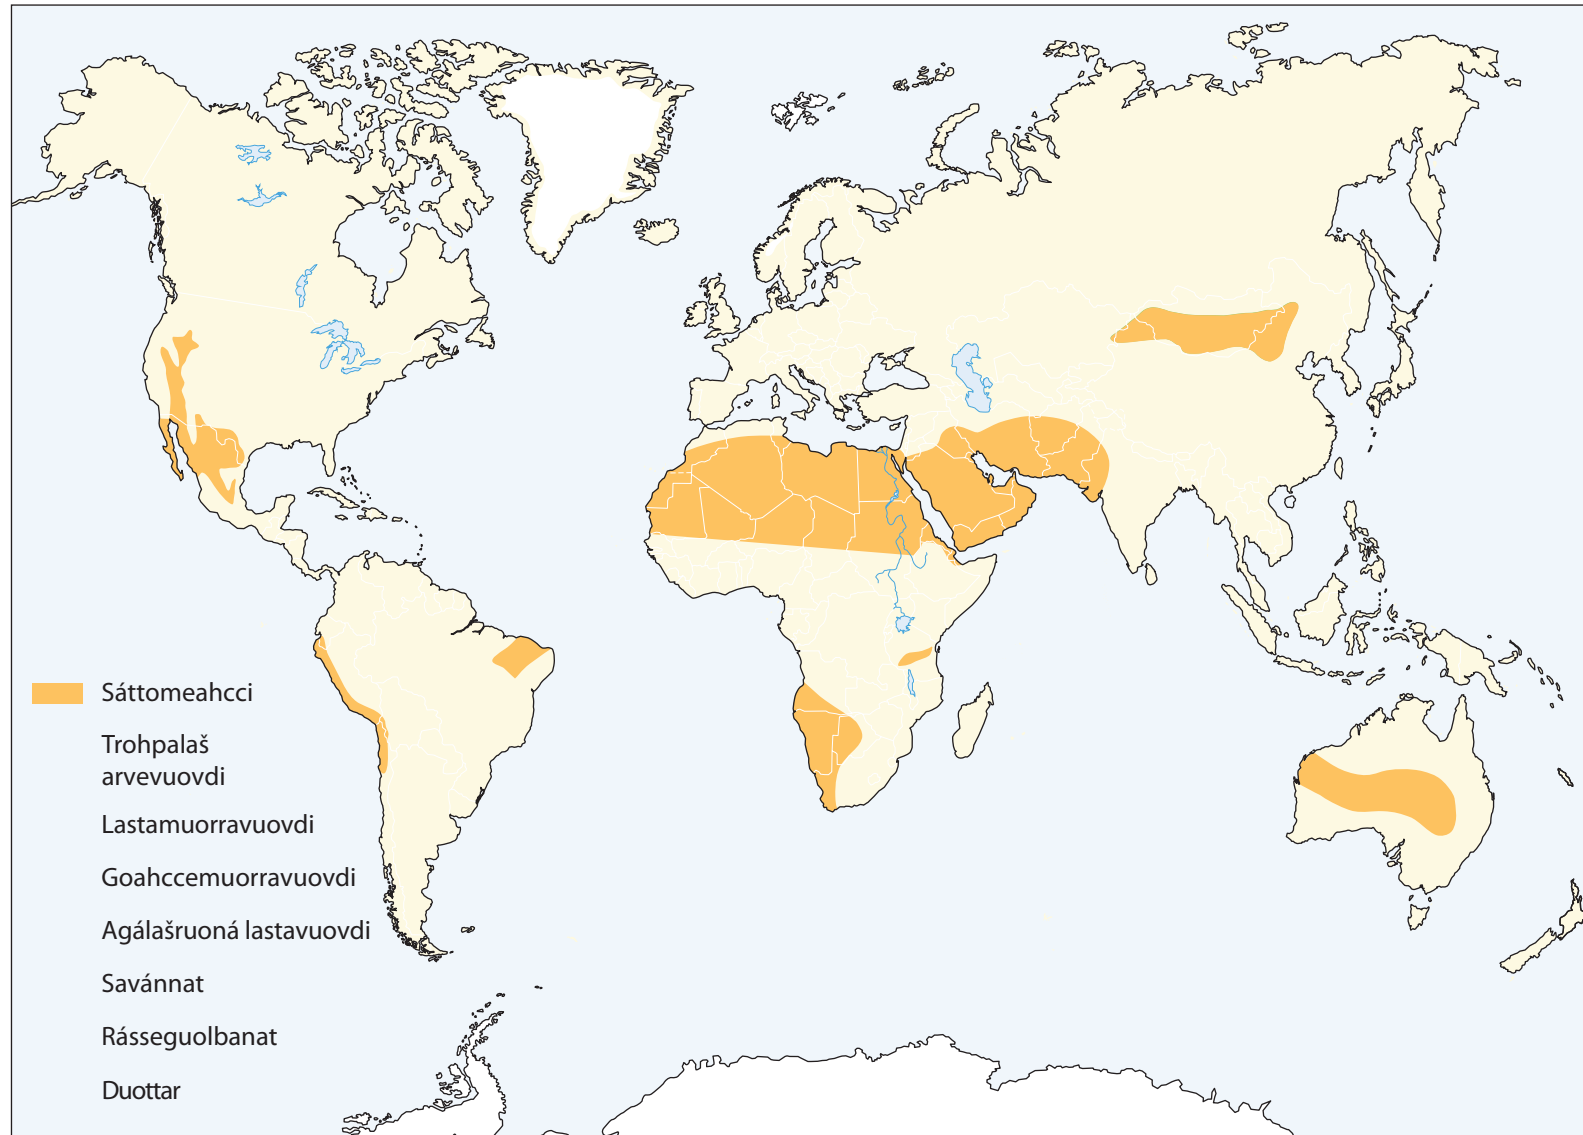 Sáttomeahcci
Trohpalaš
arvevuovdi
Lastamuorravuovdi
Goahccemuorravuovdi
Agálašruoná lastavuovdi
Savánnat
Rásseguolbanat
Duottar